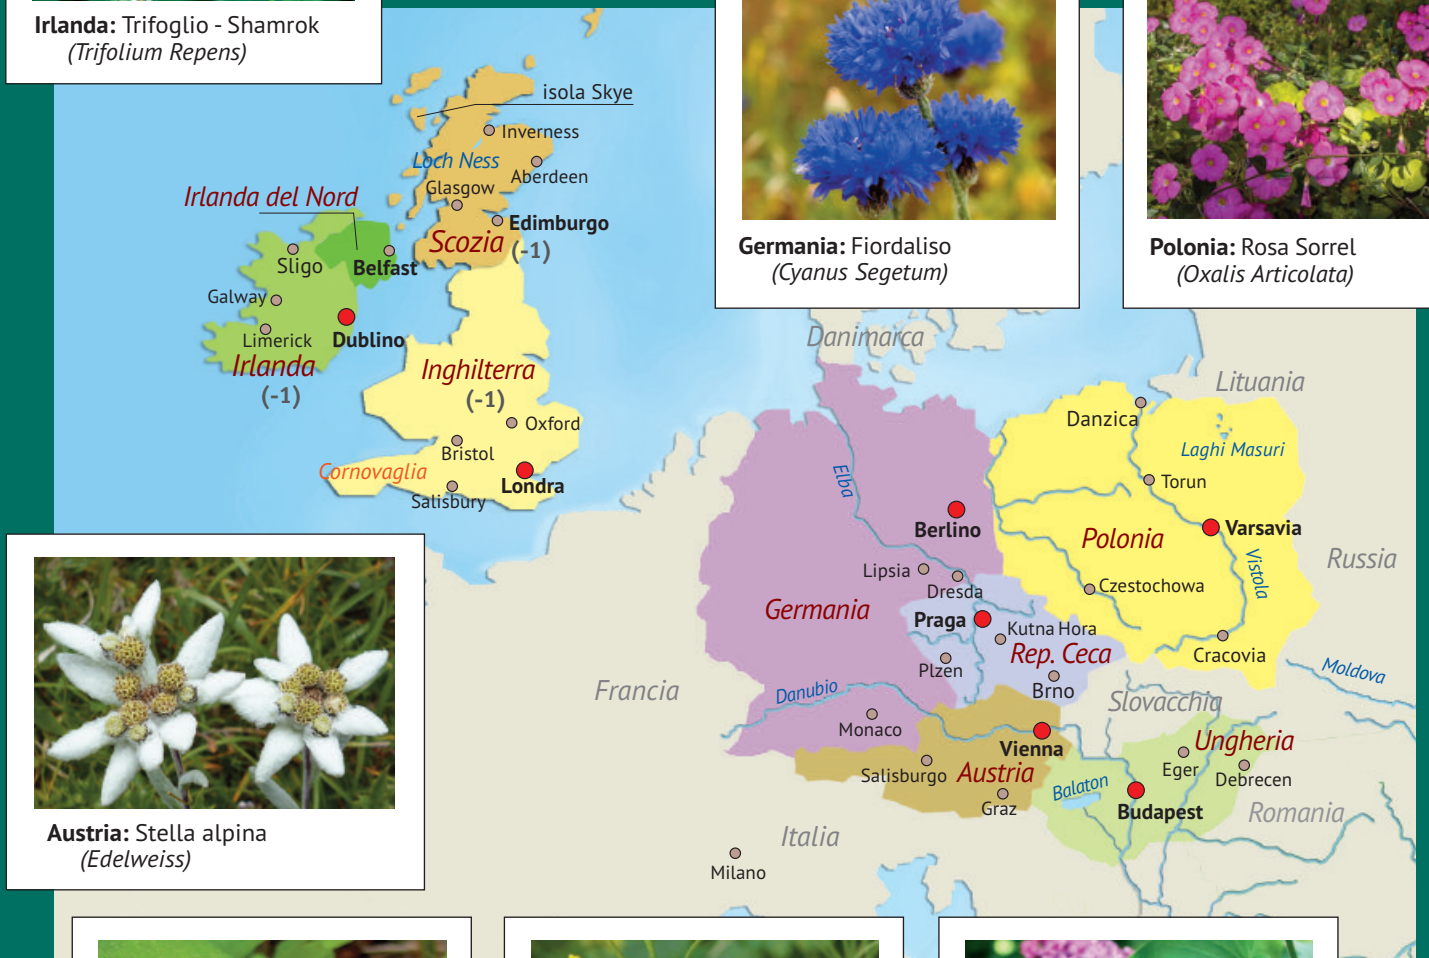 Irlanda: Trifoglio - Shamrok
(Trifolium Repens)
isola Skye
Inverness
Loch Ness
Aberdeen
Glasgow
Irlanda del Nord
Edimburgo
Scozia
(-1)
Sligo
Belfast
Galway
Limerick
Dublino
Irlanda
(-1)
Inghilterra
(-1)
Oxford
Bristol
Cornovaglia
Londra
Salisbury
Germania: Fiordaliso
(Cyanus Segetum)
Polonia: Rosa Sorrel
(Oxalis Articolata)
Danimarca
Lituania
Danzica
Laghi Masuri
Elba
Torun
Berlino
Polonia
Varsavia
Vistola
Russia
Lipsia
Dresda
Czestochowa
Germania
Praga
Kutna Hora
Rep. Ceca
Cracovia
Plzen
Brno
Moldova
Francia
Danubio
Slovacchia
Monaco
Vienna
Ungheria
Salisburgo
Austria
Eger
Debrecen
Balaton
Graz
Budapest
Romania
Italia
Milano
Austria: Stella alpina
(Edelweiss)